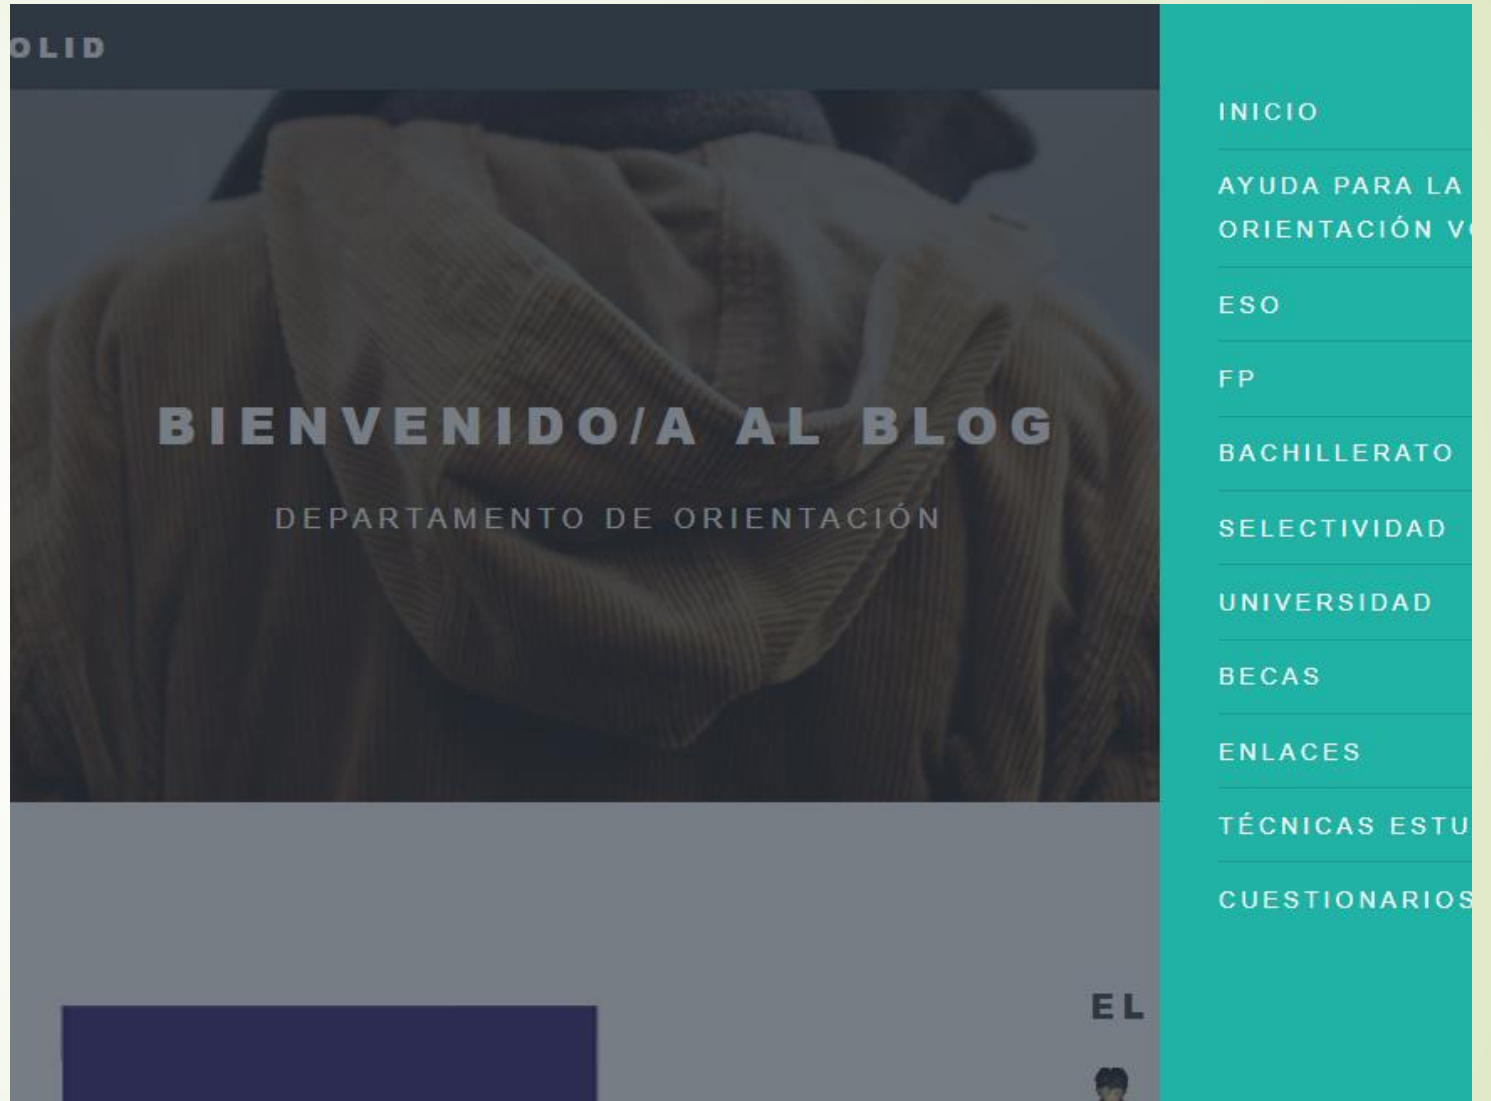 OLID
BIENVENIDO/A AL BLOG
DEPARTAMENTO DE ORIENTACIÓN
EL
INICIO
AYUDA PARA LA
ORIENTACIÓN
ESO
FP
BACHILLERATO
SELECTIVIDAD
UNIVERSIDAD
BECAS
ENLACES
TÉCNICAS ESTU
CUESTIONARIOS